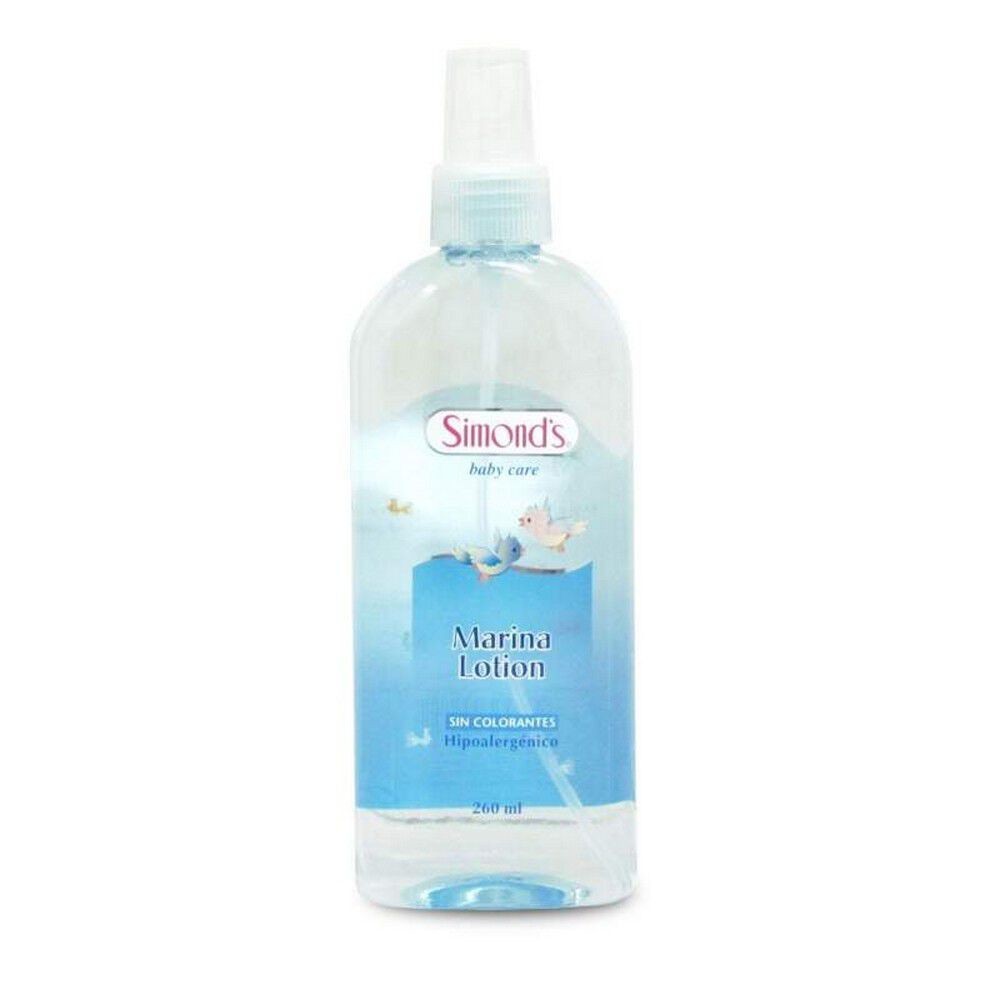 Simond's
baby care
Marina
Lotion
SIN COLORANTES
Hipoalergénico
260 ml